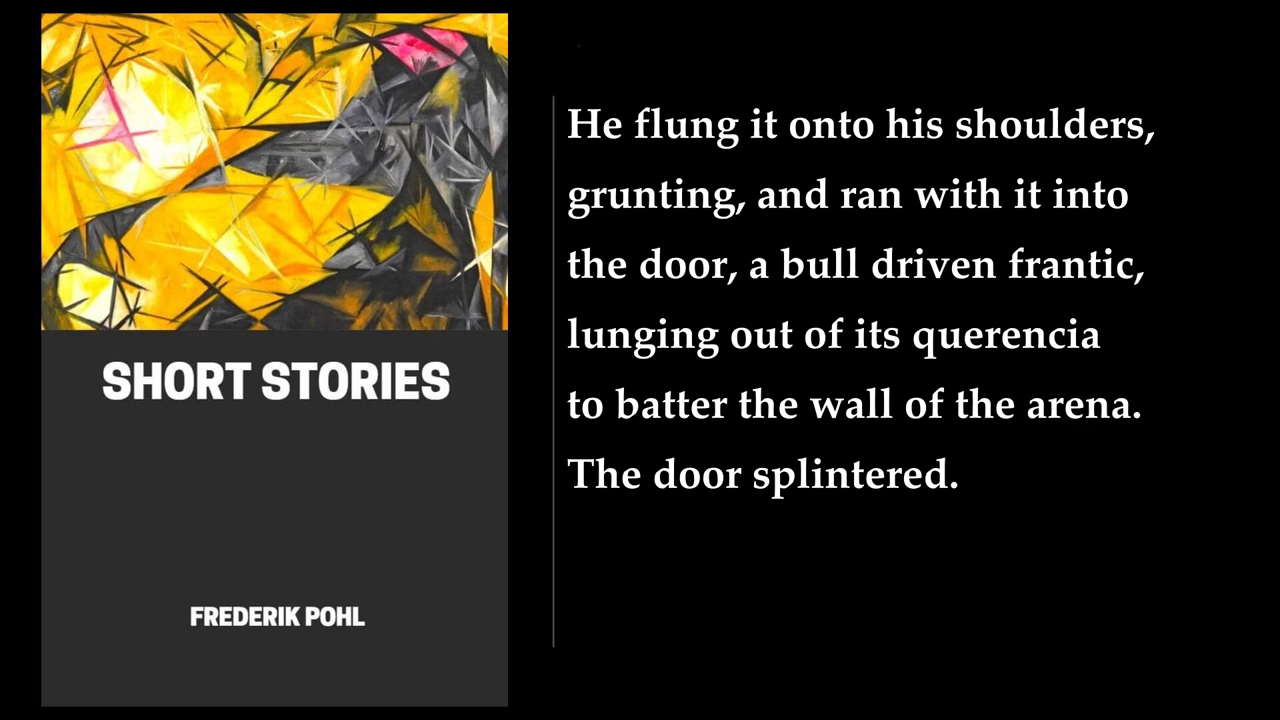 SHORT STORIES
FREDERIK POHL
He flung it onto his shoulders,
grunting, and ran with it into
the door, a bull driven frantic,
lunging out of its querencia
to batter the wall of the arena.
The door splintered.